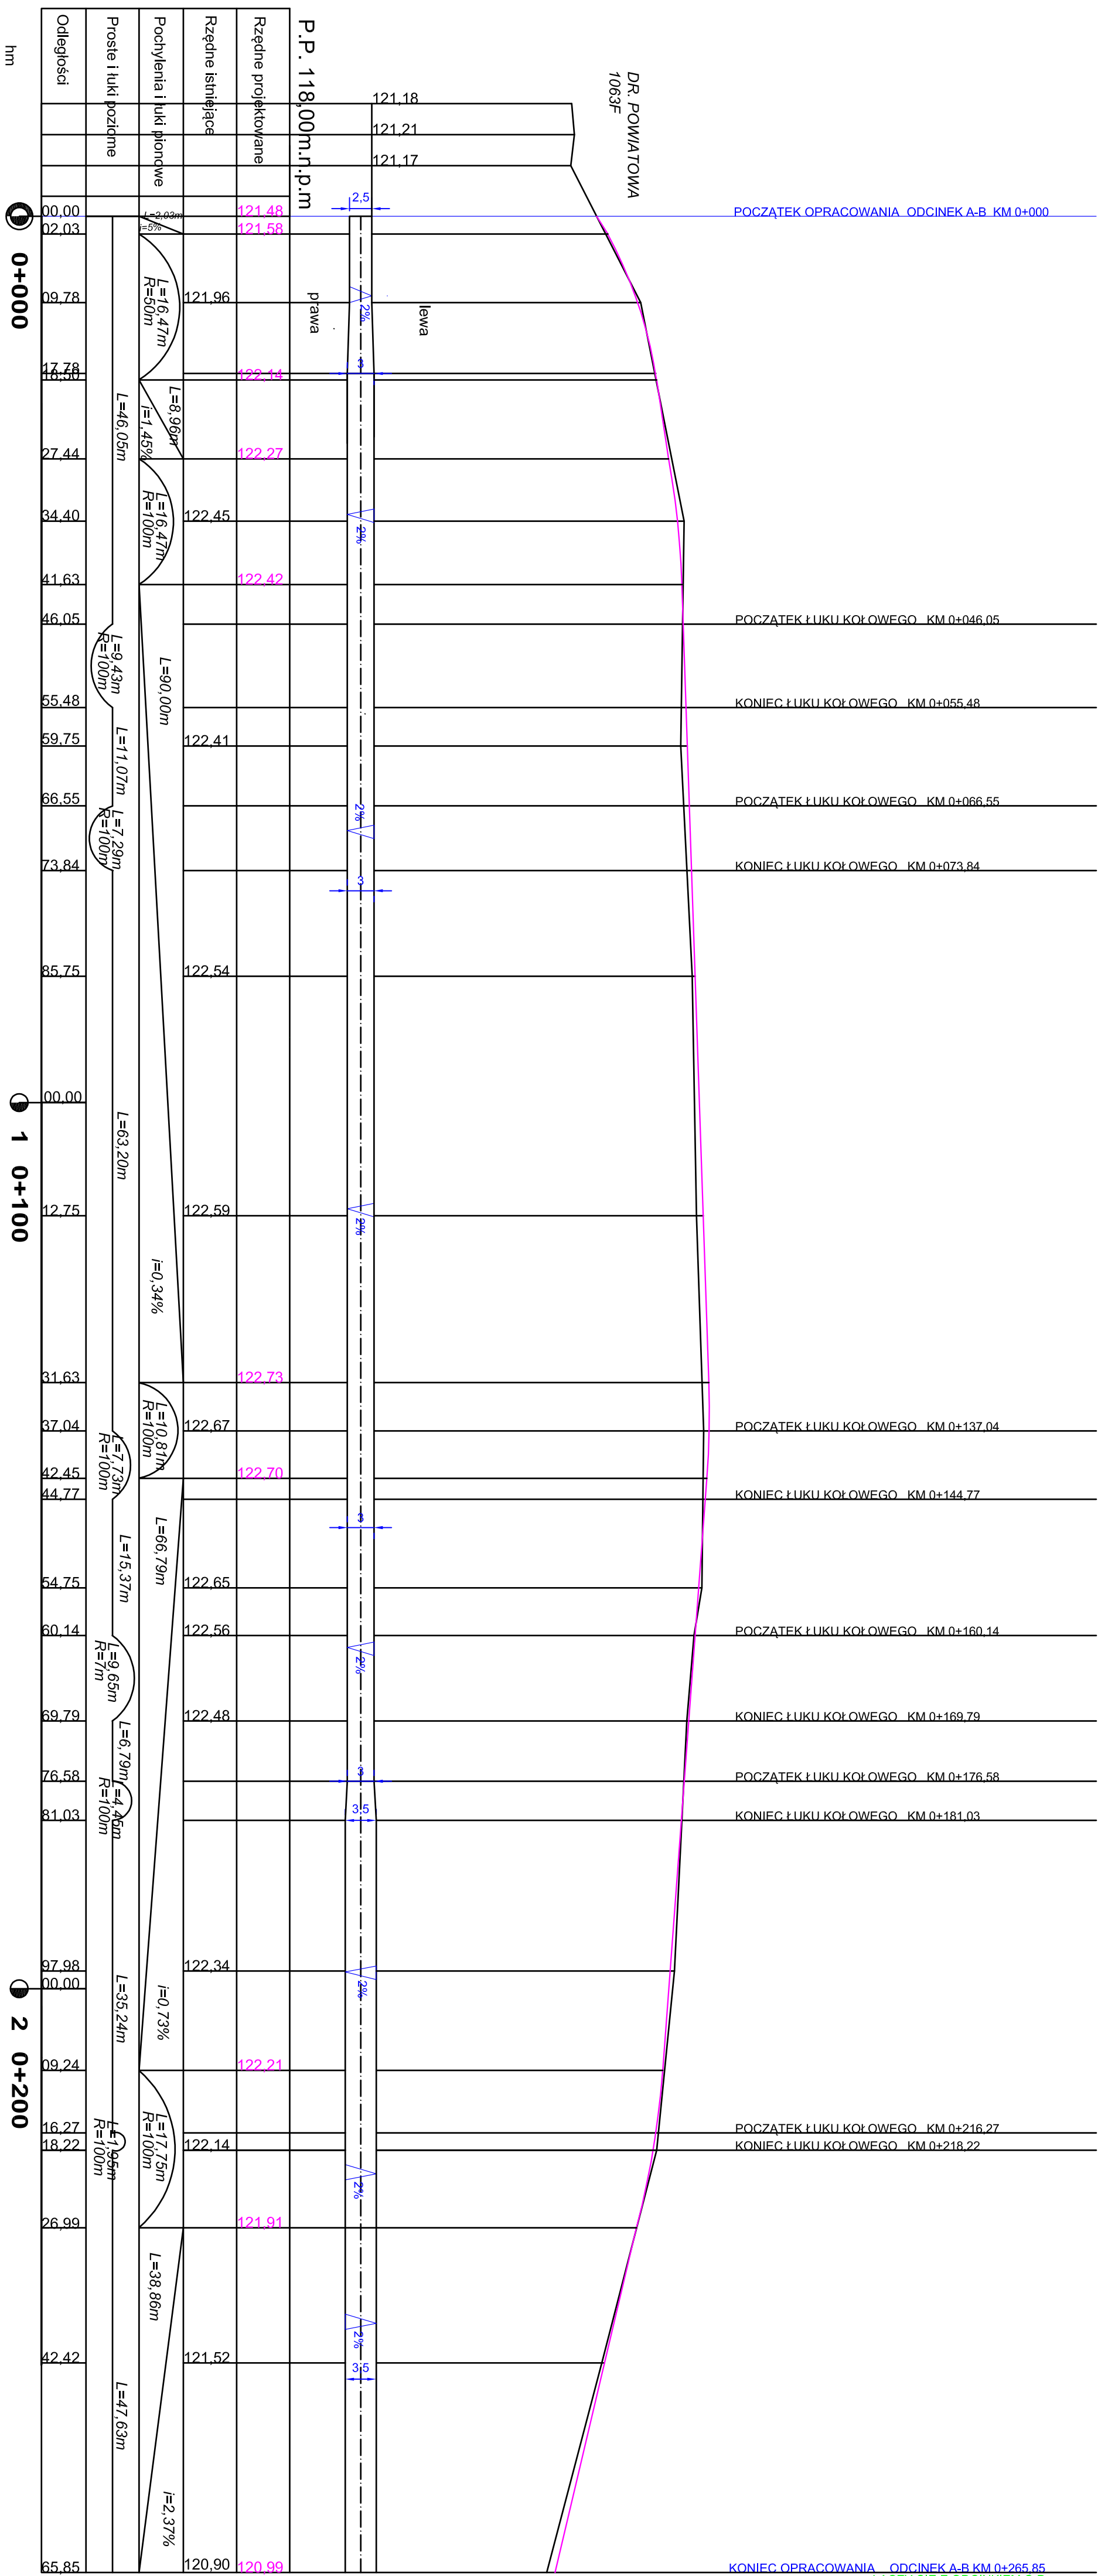 DR. POWIATOWA
1063F
P.P. 118,00m.n.p.m
Rzędne projektowane
Rzędne istniejące
Pochylenia i łuki pionowe
Proste i łuki poziome
Odległości
hm
121,18
121,21
121,17
lewa
prawa
POCZĄTEK OPRACOWANIA ODCINEK A-B KM 0+000
POCZĄTEK ŁUKU KOŁOWEGO KM 0+046,05
KONIEC ŁUKU KOŁOWEGO KM 0+055,48
POCZĄTEK ŁUKU KOŁOWEGO KM 0+066,55
KONIEC ŁUKU KOŁOWEGO KM 0+073,84
POCZĄTEK ŁUKU KOŁOWEGO KM 0+137,04
KONIEC ŁUKU KOŁOWEGO KM 0+144,77
POCZĄTEK ŁUKU KOŁOWEGO KM 0+160,14
KONIEC ŁUKU KOŁOWEGO KM 0+169,79
POCZĄTEK ŁUKU KOŁOWEGO KM 0+176,58
KONIEC ŁUKU KOŁOWEGO KM 0+181,03
POCZĄTEK ŁUKU KOŁOWEGO KM 0+216,27
KONIEC ŁUKU KOŁOWEGO KM 0+218,22
KONIEC OPRACOWANIA ODCINEK A-B KM 0+265,85
2,5
2%
3
2%
2%
3
2%
3
2%
3
3,5
2%
2%
2%
3,5
121,48
121,58
122,14
122,27
122,42
122,73
122,70
122,21
121,91
120,99
121,96
122,45
122,41
122,54
122,59
122,67
122,65
122,56
122,48
122,34
122,14
121,52
120,90
L=2,03m
i=5%
L=16,47m
R=50m
L=8,96m
i=1,45%
L=16,47m
R=100m
L=90,00m
i=0,34%
L=10,81m
R=100m
L=66,79m
i=0,73%
L=17,75m
R=100m
L=38,86m
i=2,37%
L=46,05m
L=9,43m
R=100m
L=11,07m
L=7,29m
R=100m
L=63,20m
L=7,73m
R=100m
L=15,37m
L=9,65m
R=7m
L=6,79m
L=4,45m
R=100m
L=35,24m
L=1,95m
R=100m
L=47,63m
00,00
02,03
09,78
17,78
18,50
27,44
34,40
41,63
46,05
55,48
59,75
66,55
73,84
85,75
00,00
12,75
31,63
37,04
42,45
44,77
54,75
60,14
69,79
76,58
81,03
97,98
00,00
09,24
16,27
18,22
26,99
42,42
65,85
0+000
1 0+100
2 0+200